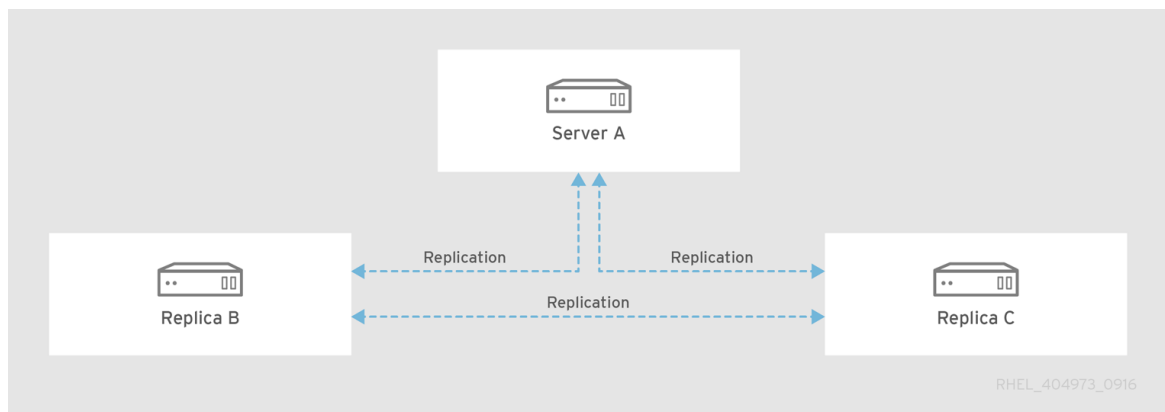 Server A
Replication
Replication
Replication
Replica B
Replica C
RHEL_404973_0916